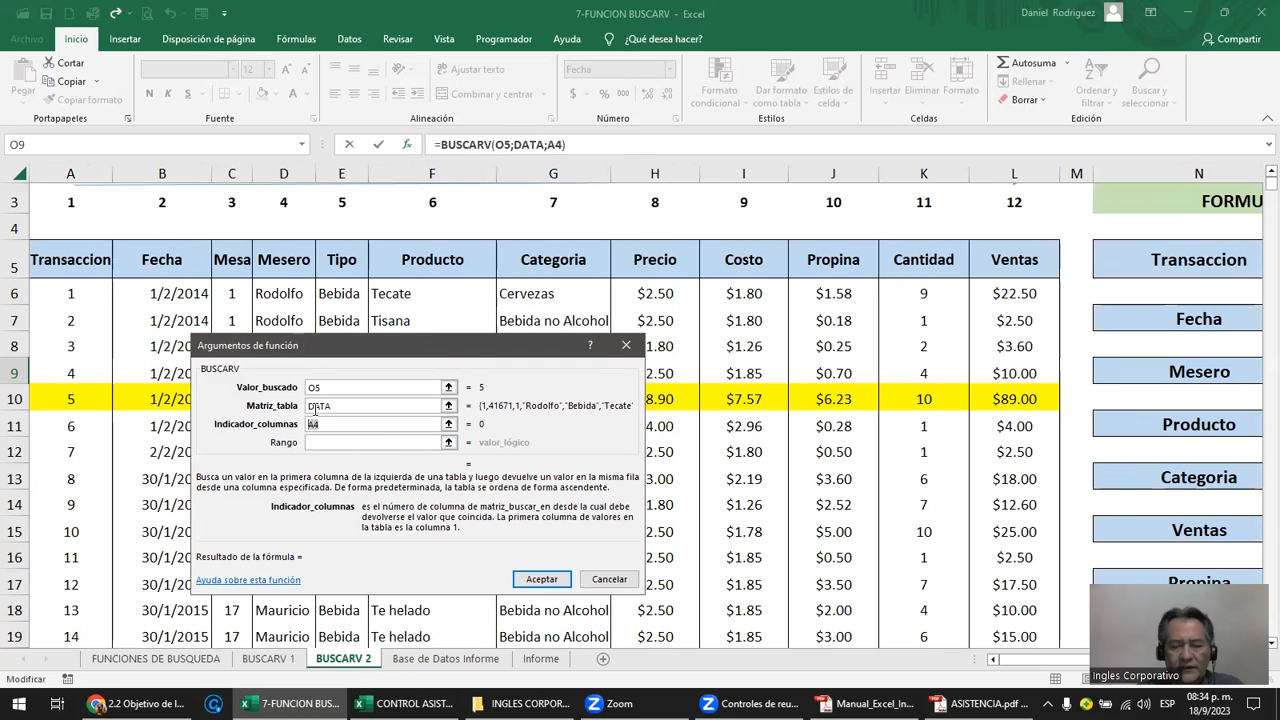 7-FUNCION BUSCARV - Excel
Daniel Rodriguez
Archivo Inicio Insertar Disposición de página Fórmulas Datos Revisar Vista Programador Ayuda ¿Qué desea hacer? Compartir
Pegar
Cortar
Copiar
Copiar formato
12
N K S
Ajustar texto
Combinar y centrar
Fecha
$ % 000
Formato condicional
Dar formato como tabla
Estilos de celda
Insertar Eliminar Formato
Autosuma
Rellenar
Borrar
Ordenar y filtrar
Buscar y seleccionar
Portapapeles Fuente Alineación Número Estilos Celdas Edición
O9 fx =BUSCARV(O5;DATA;A4)
A B C D E F G H I J K L M N
3 1 2 3 4 5 6 7 8 9 10 11 12 FORMU
4
5 Transaccion Fecha Mesa Mesero Tipo Producto Categoria Precio Costo Propina Cantidad Ventas Transaccion
6 1 1/2/2014 1 Rodolfo Bebida Tecate Cervezas $2.50 $1.80 $1.58 9 $22.50
7 2 1/2/2014 1 Rodolfo Bebida Tisana Bebida no Alcohol $2.50 $1.80 $0.18 1 $2.50 Fecha
8 3 1/2/20 $1.80 $1.26 $0.25 2 $3.60
9 4 1/2/20 $2.50 $1.85 $0.70 4 $10.00 Mesero
10 5 1/2/20 8.90 $7.57 $6.23 10 $89.00
11 6 1/2/20 4.00 $2.96 $0.28 1 $4.00 Producto
12 7 2/2/20 2.50 $1.85 $0.18 1 $2.50
13 8 30/1/20 3.00 $2.19 $3.60 6 $18.00 Categoria
14 9 30/1/20 $1.80 $1.26 $2.52 7 $12.60
15 10 30/1/20 2.50 $1.78 $5.00 10 $25.00 Ventas
16 11 30/1/20 2.50 $1.85 $0.50 1 $2.50
17 12 30/1/20 2.50 $1.85 $3.50 7 $17.50 Propina
18 13 30/1/2015 17 Mauricio Bebida Te helado Bebida no Alcohol $2.50 $1.85 $2.00 4 $10.00
19 14 30/1/2015 17 Mauricio Bebida Te helado Bebida no Alcohol $2.50 $1.85 $3.00 6 $15.00
Argumentos de función ?
BUSCARV
Valor_buscado O5 = 5
Matriz_tabla DATA = {1,41671,1,"Rodolfo","Bebida","Tecate"
Indicador_columnas A4 = 0
Rango = valor_lógico
=
Busca un valor en la primera columna de la izquierda de una tabla y luego devuelve un valor en la misma fila
desde una columna especificada. De forma predeterminada, la tabla se ordena de forma ascendente.
Indicador_columnas es el número de columna de matriz_buscar_en desde la cual debe
devolverse el valor que coincida. La primera columna de valores en
la tabla es la columna 1.
Resultado de la fórmula =
Ayuda sobre esta función
Aceptar Cancelar
Ingles Corporativo
FUNCIONES DE BUSQUEDA BUSCARV 1 BUSCARV 2 Base de Datos Informe Informe
Modificar
2.2 Objetivo de l... 7-FUNCION BUS... CONTROL ASIST... INGLES CORPOR... Zoom Controles de reu... Manual_Excel_In... ASISTENCIA.pdf ... ESP
08:34 p. m.
18/9/2023